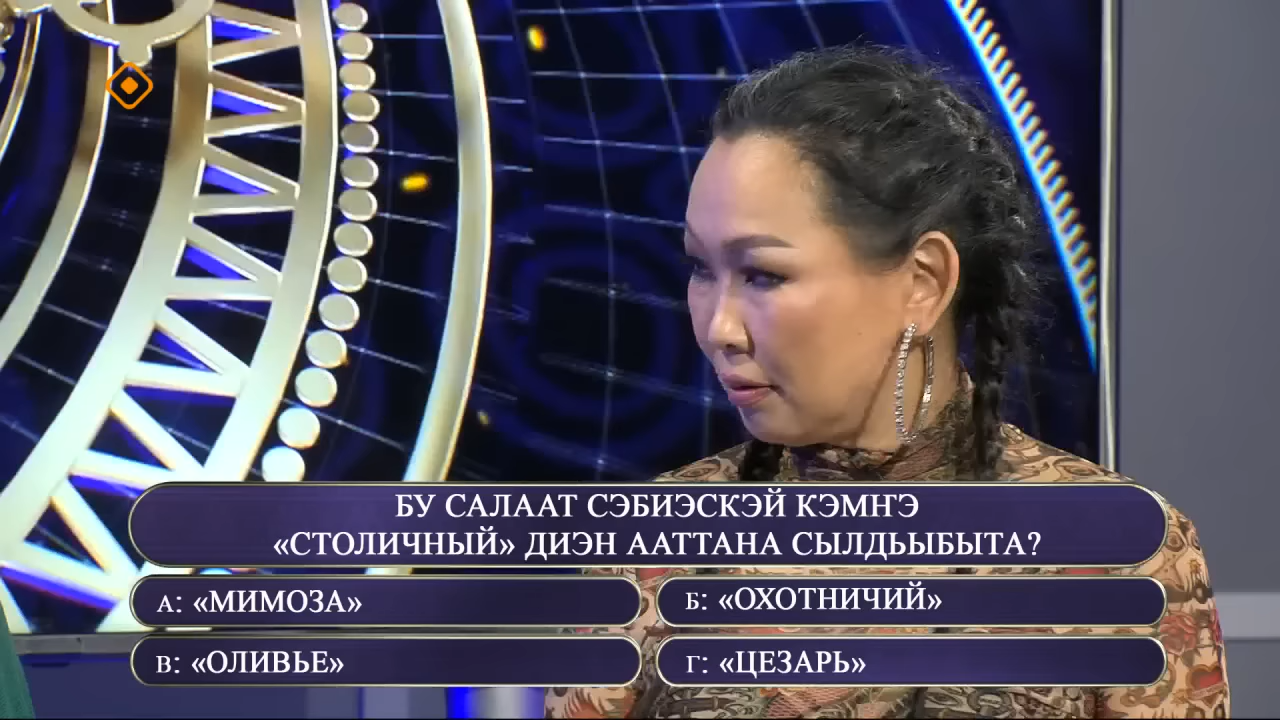 БУ САЛААТ СЭБИЭСКЭЙ КЭМҤЭ
«СТОЛИЧНЫЙ» ДИЭН ААТТАНА СЫЛДЬЫБЫТА?
А: «МИМОЗА»
Б: «ОХОТНИЧИЙ»
В: «ОЛИВЬЕ»
Г: «ЦЕЗАРЬ»